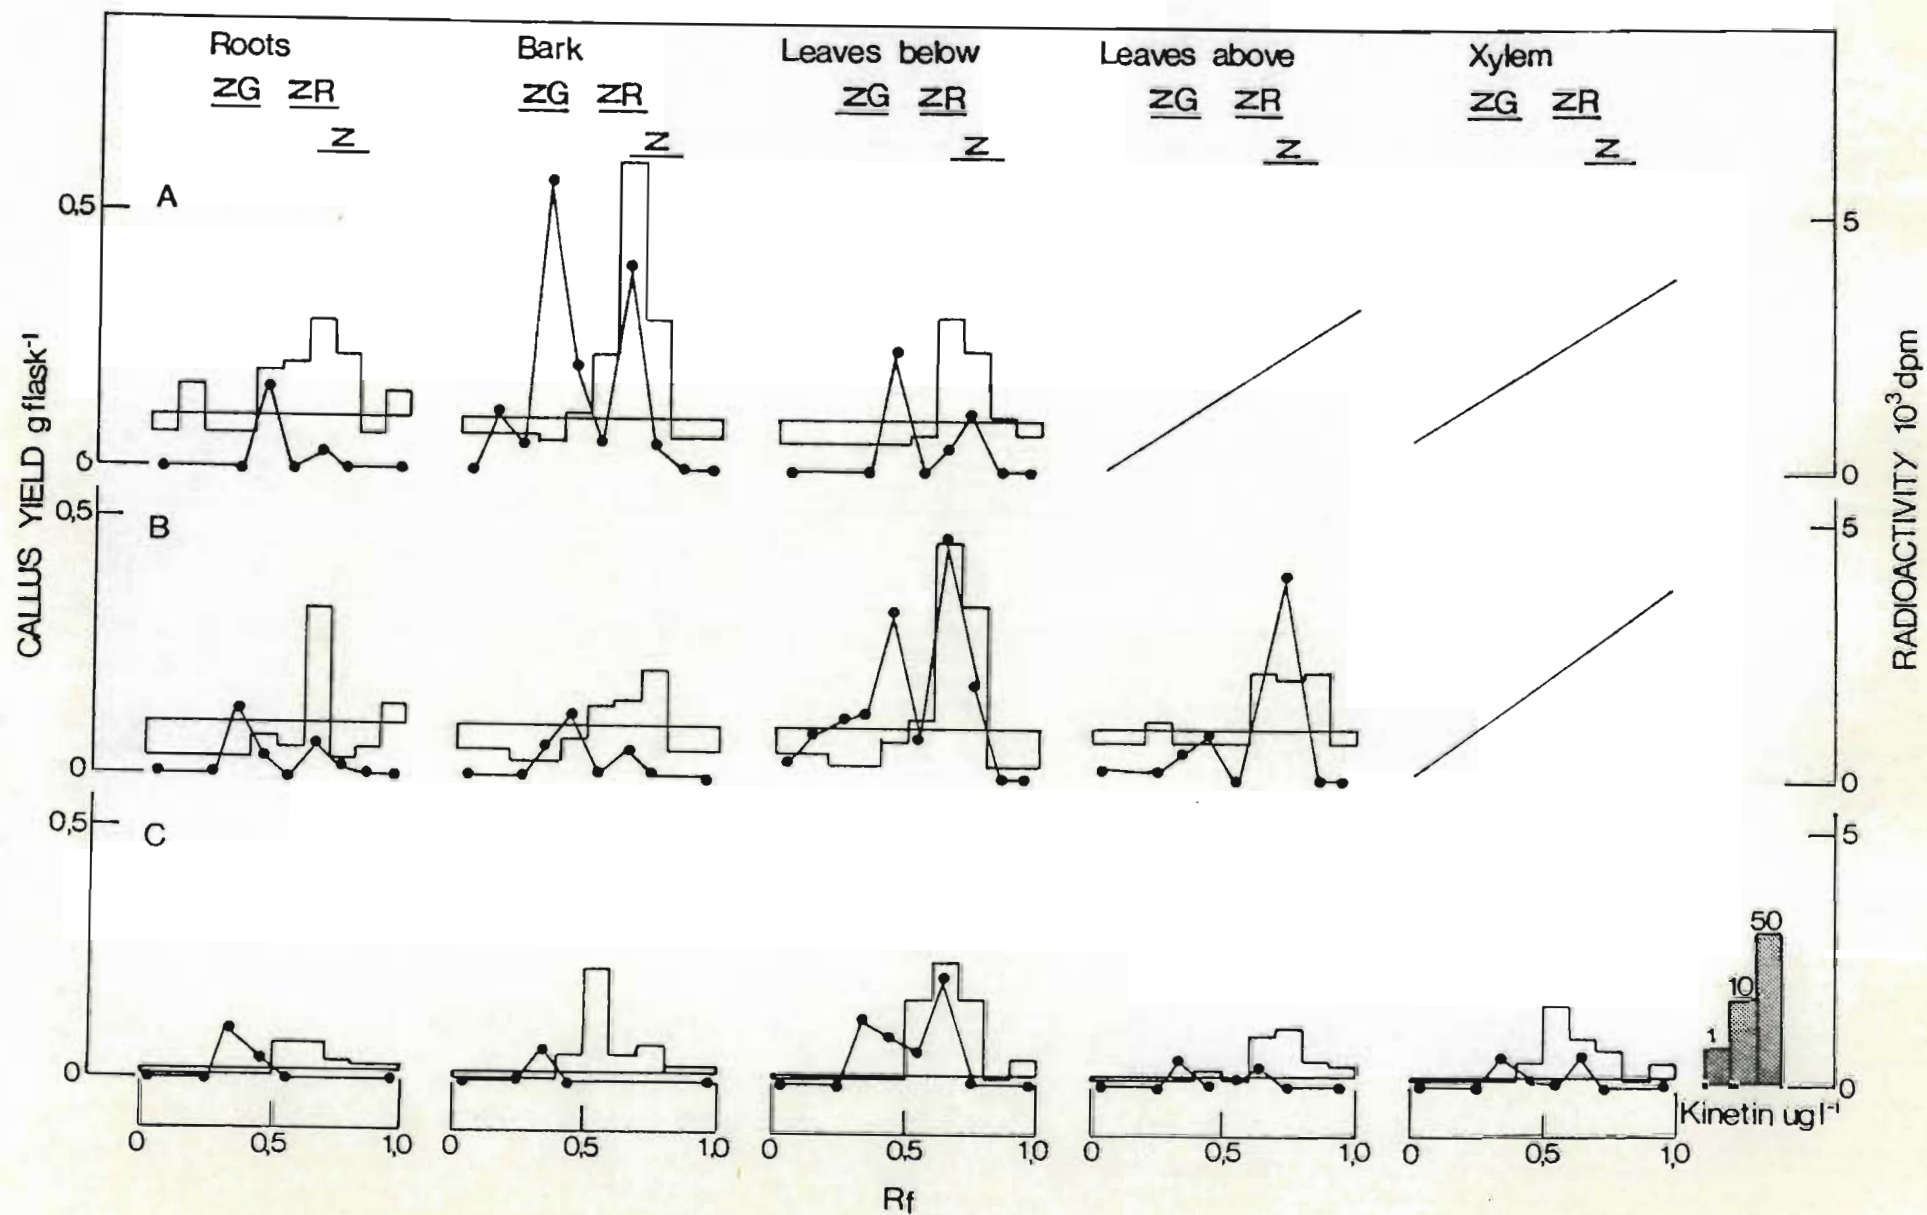 Roots Bark Leaves below Leaves above Xylem
ZG ZR ZG ZR ZG ZR ZG ZR ZG ZR
Z Z Z Z Z
0,5 A 5
0 0
0,5 B 5
0 0
0,5 C 5
0 0
CALLUS YIELD g flask⁻¹
RADIOACTIVITY 10³ dpm
1 10 50
Kinetin ug l⁻¹
0 0,5 1,0 0 0,5 1,0 0 0,5 1,0 0 0,5 1,0 0 0,5 1,0
Rf